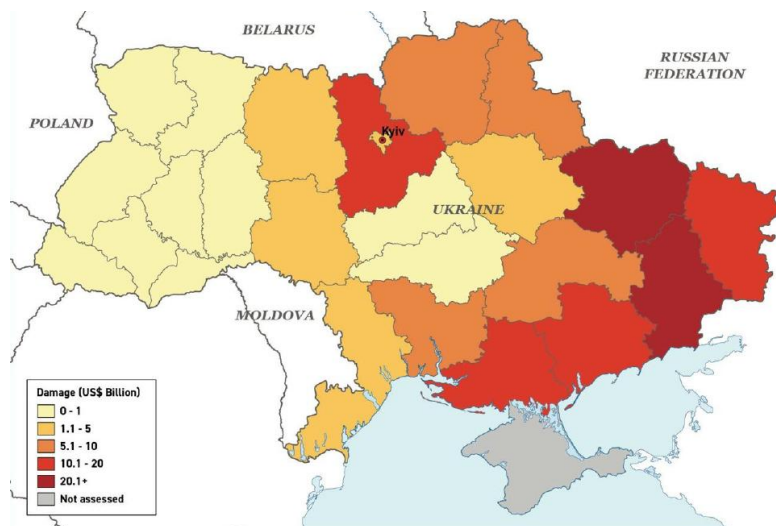 BELARUS
RUSSIAN
FEDERATION
POLAND
Kyiv
UKRAINE
MOLDOVA
Damage (US$ Billion)
0 - 1
1.1 - 5
5.1 - 10
10.1 - 20
20.1+
Not assessed